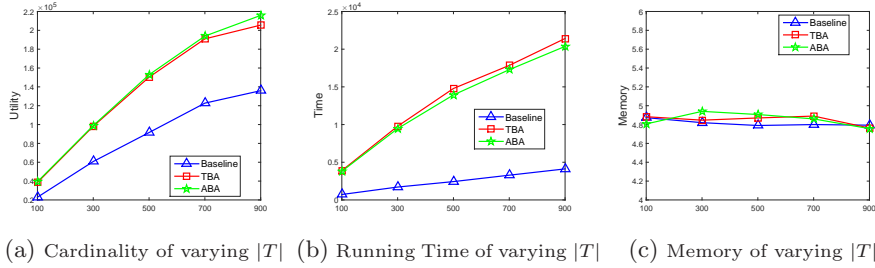 ×10^5
2.2
2
1.8
1.6
1.4
1.2
1
0.8
0.6
0.4
0.2
Utility
Baseline
TBA
ABA
100 300 500 700 900
×10^4
2.5
2
1.5
1
0.5
0
Time
Baseline
TBA
ABA
100 300 500 700 900
6
5.8
5.6
5.4
5.2
5
4.8
4.6
4.4
4.2
4
Memory
Baseline
TBA
ABA
100 300 500 700 900
(a) Cardinality of varying |T| (b) Running Time of varying |T| (c) Memory of varying |T|